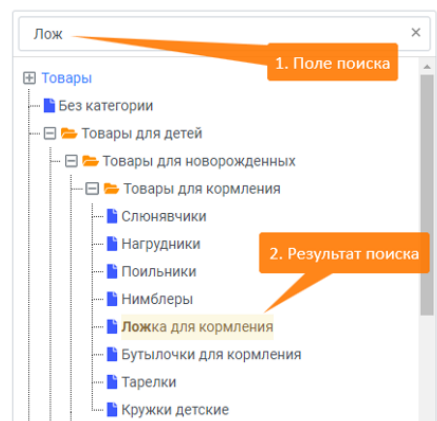 Лож ×
1. Поле поиска
Товары
Без категории
Товары для детей
Товары для новорожденных
Товары для кормления
Слюнявчики
Нагрудники
2. Результат поиска
Поильники
Нимблеры
Ложка для кормления
Бутылочки для кормления
Тарелки
Кружки детские